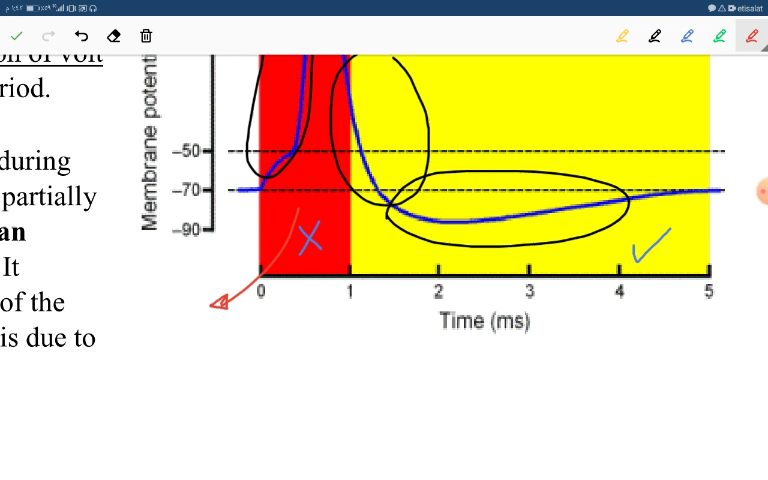 etisalat
on of volt
riod.
during
partially
an
It
of the
is due to
Membrane potenti
-50
-70
-90
0 1 2 3 4 5
Time (ms)